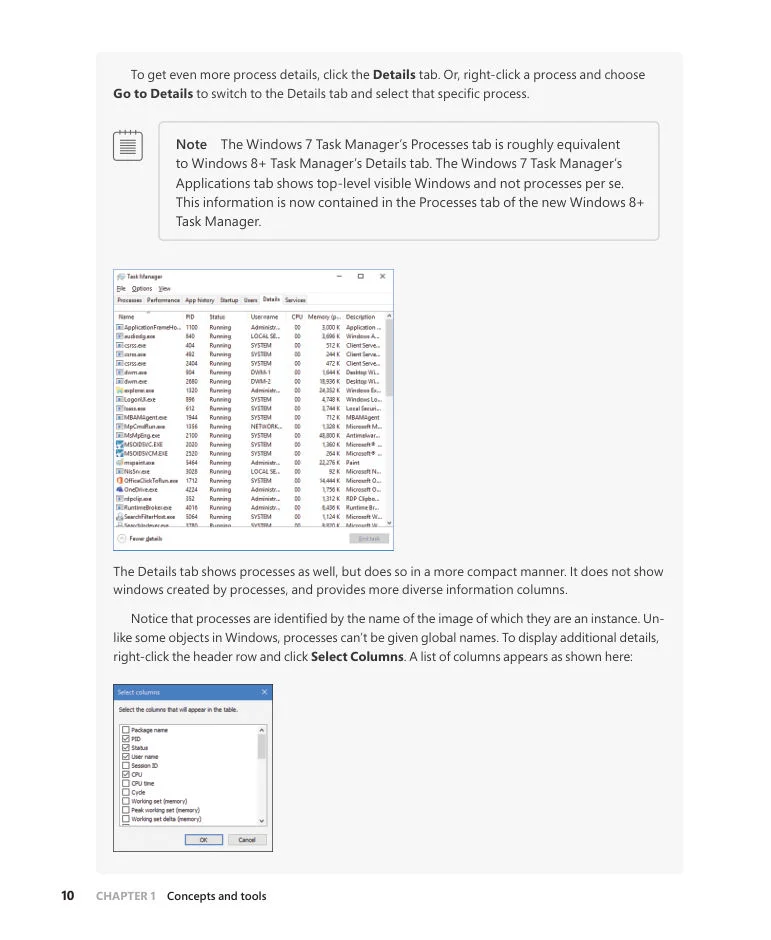 To get even more process details, click the Details tab. Or, right-click a process and choose
Go to Details to switch to the Details tab and select that specific process.
Note The Windows 7 Task Manager's Processes tab is roughly equivalent
to Windows 8+ Task Manager's Details tab. The Windows 7 Task Manager's
Applications tab shows top-level visible Windows and not processes per se.
This information is now contained in the Processes tab of the new Windows 8+
Task Manager.
Task Manager
File Options View
Processes Performance App history Startup Users Details Services
Name PID Status User name CPU Memory (p... Description
ApplicationFrameHo... 1100 Running Administr... 00 3,000 K Application ...
audiodg.exe 840 Running LOCAL SE... 00 3,696 K Windows A...
csrss.exe 404 Running SYSTEM 00 512 K Client Serve...
csrss.exe 492 Running SYSTEM 00 244 K Client Serve...
csrss.exe 2404 Running SYSTEM 00 472 K Client Serve...
dwm.exe 904 Running DWM-1 00 1,644 K Desktop Wi...
dwm.exe 2680 Running DWM-2 00 18,936 K Desktop Wi...
explorer.exe 1320 Running Administr... 00 24,352 K Windows Ex...
LogonUI.exe 896 Running SYSTEM 00 4,748 K Windows Lo...
lsass.exe 612 Running SYSTEM 00 3,744 K Local Securi...
MBAMAgent.exe 1944 Running SYSTEM 00 712 K MBAMAgent
MpCmdRun.exe 1356 Running NETWORK... 00 1,328 K Microsoft M...
MsMpEng.exe 2100 Running SYSTEM 00 48,800 K Antimalwar...
MSOIDSVC.EXE 2020 Running SYSTEM 00 1,360 K Microsoft® ...
MSOIDSVCM.EXE 2520 Running SYSTEM 00 264 K Microsoft® ...
mspaint.exe 5464 Running Administr... 00 22,276 K Paint
NisSrv.exe 3028 Running LOCAL SE... 00 92 K Microsoft N...
OfficeClickToRun.exe 1712 Running SYSTEM 00 14,444 K Microsoft O...
OneDrive.exe 4224 Running Administr... 00 1,756 K Microsoft O...
rdpclip.exe 352 Running Administr... 00 1,312 K RDP Clipbo...
RuntimeBroker.exe 4016 Running Administr... 00 6,436 K Runtime Br...
SearchFilterHost.exe 5064 Running SYSTEM 00 1,124 K Microsoft W...
SearchIndexer.exe 3780 Running SYSTEM 00 Microsoft W...
Fewer details End task
The Details tab shows processes as well, but does so in a more compact manner. It does not show
windows created by processes, and provides more diverse information columns.
Notice that processes are identified by the name of the image of which they are an instance. Un-
like some objects in Windows, processes can't be given global names. To display additional details,
right-click the header row and click Select Columns. A list of columns appears as shown here:
Select columns
Select the columns that will appear in the table.
Package name
PID
Status
User name
Session ID
CPU
CPU time
Cycle
Working set (memory)
Peak working set (memory)
Working set delta (memory)
OK Cancel
10 CHAPTER 1 Concepts and tools